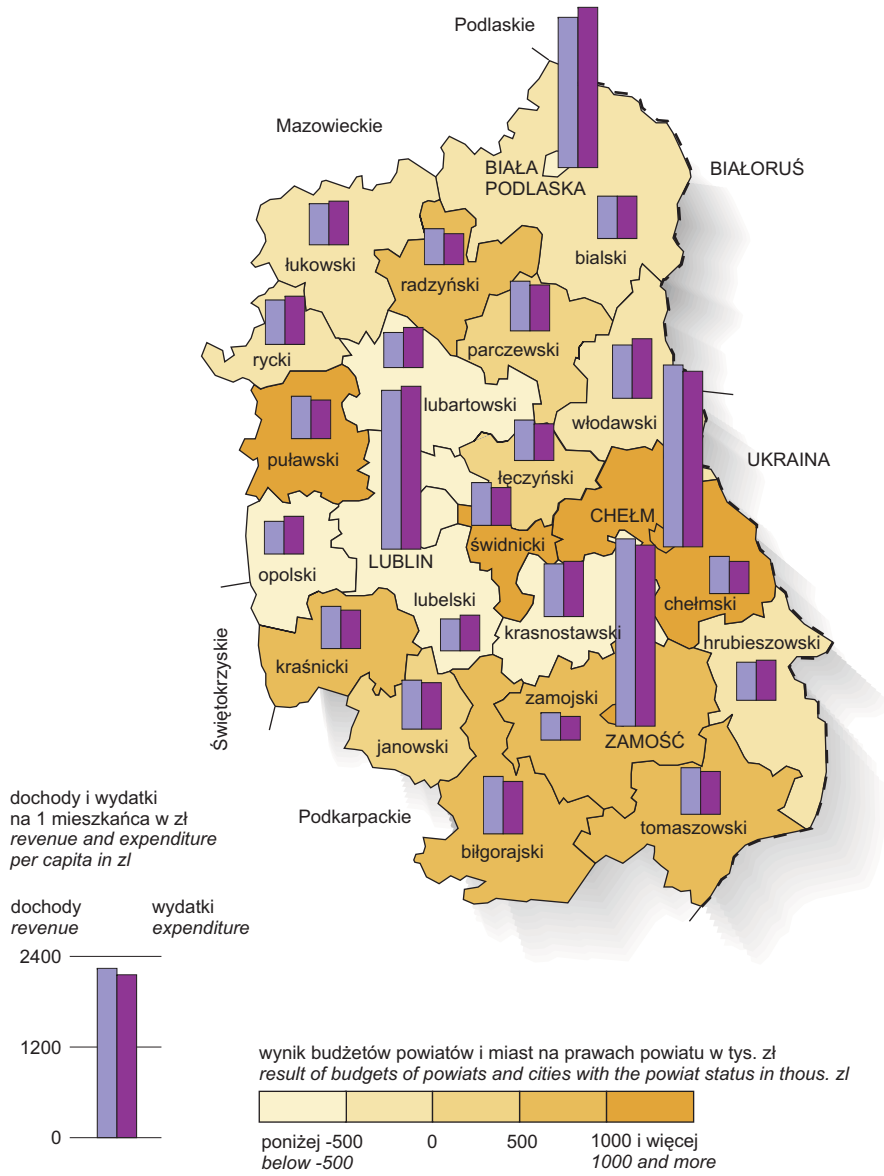 Podlaskie
Mazowieckie
BIAŁA
PODLASKA
BIAŁORUŚ
łukowski
bialski
radzyński
rycki
parczewski
lubartowski
włodawski
puławski
łęczyński
UKRAINA
CHEŁM
świdnicki
opolski
LUBLIN
lubelski
chełmski
krasnostawski
hrubieszowski
Świętokrzyskie
kraśnicki
zamojski
janowski
ZAMOŚĆ
dochody i wydatki
na 1 mieszkańca w zł
revenue and expenditure
per capita in zl
Podkarpackie
tomaszowski
biłgorajski
dochody wydatki
revenue expenditure
2400
1200
0
wynik budżetów powiatów i miast na prawach powiatu w tys. zł
result of budgets of powiats and cities with the powiat status in thous. zl
poniżej -500 0 500 1000 i więcej
below -500 1000 and more